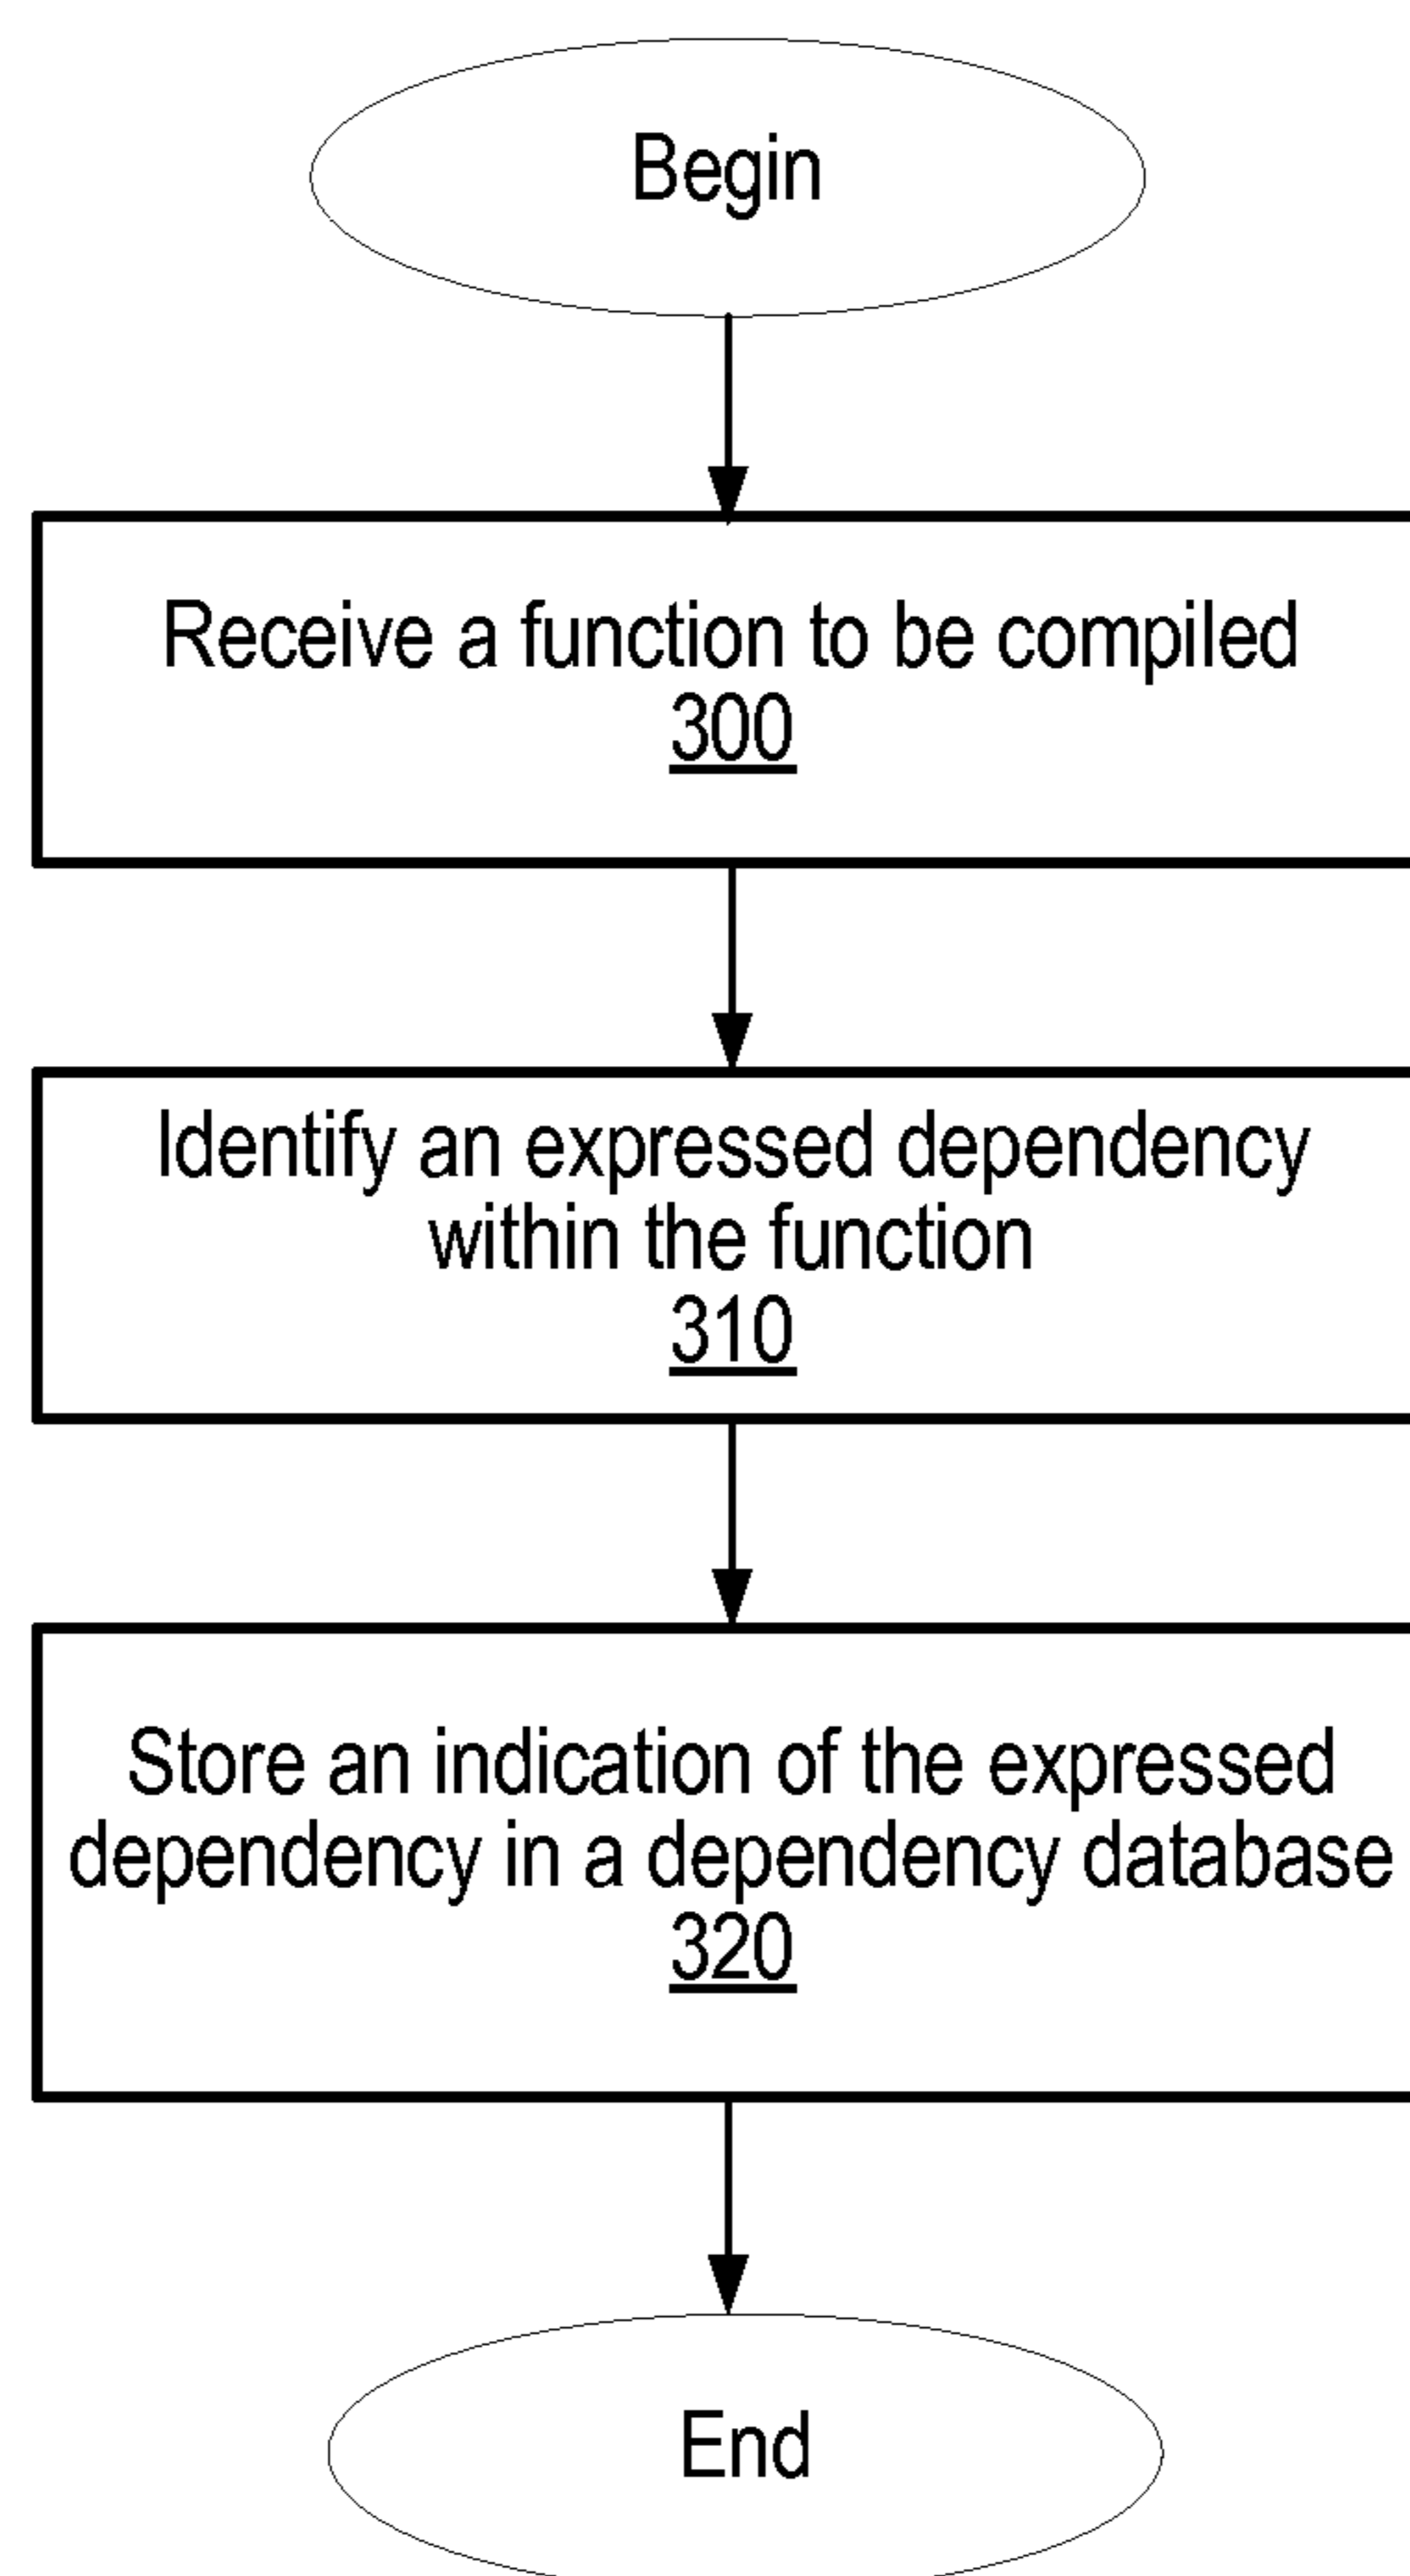 Begin
Receive a function to be compiled
300
Identify an expressed dependency
within the function
310
Store an indication of the expressed
dependency in a dependency database
320
End